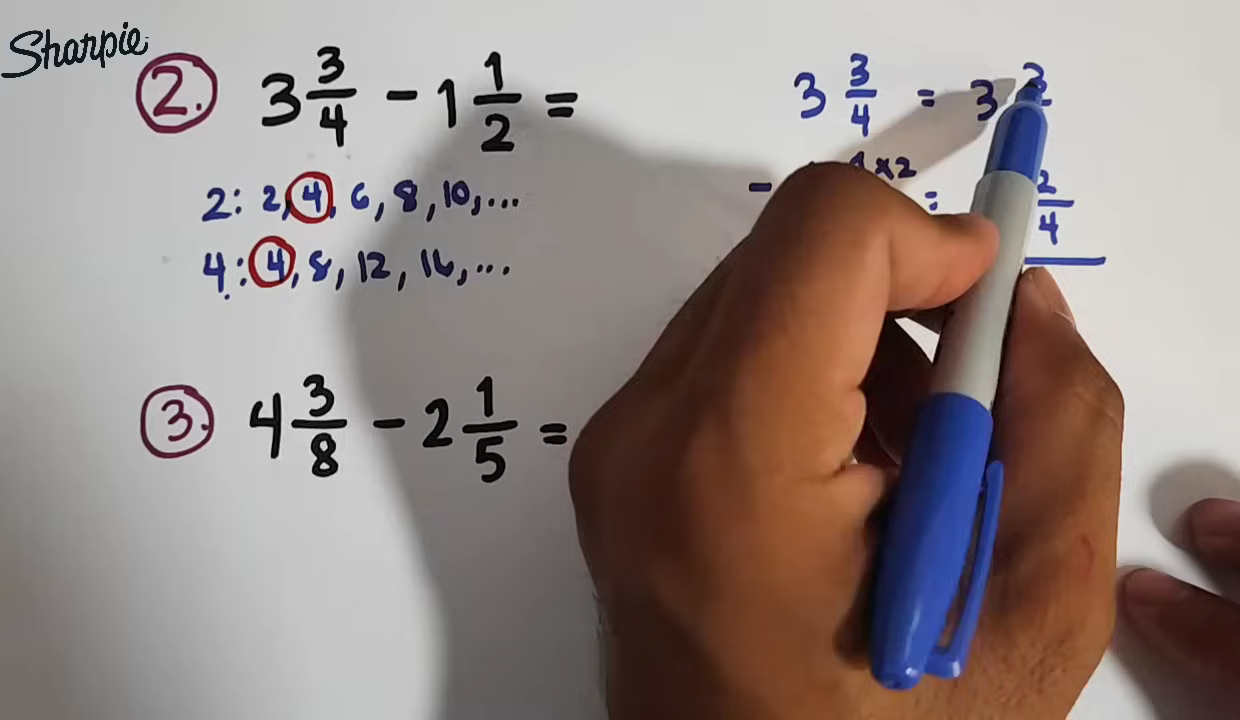 Sharpie
2. 3 3/4 - 1 1/2 =
2: 2, 4, 6, 8, 10, ...
4: 4, 8, 12, 16, ...
3 3/4 = 3 3/
- ×2 = 2/4
3. 4 3/8 - 2 1/5 =